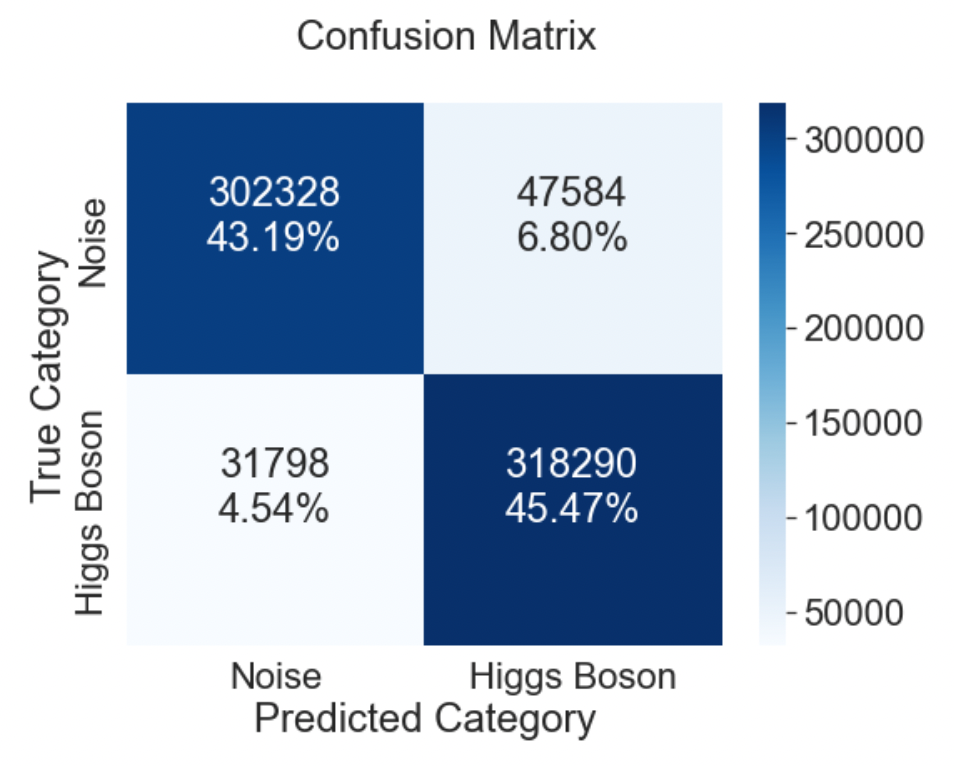 Confusion Matrix
Noise
302328
43.19%
47584
6.80%
Higgs Boson
31798
4.54%
318290
45.47%
True Category
Noise
Higgs Boson
Predicted Category
300000
250000
200000
150000
100000
50000